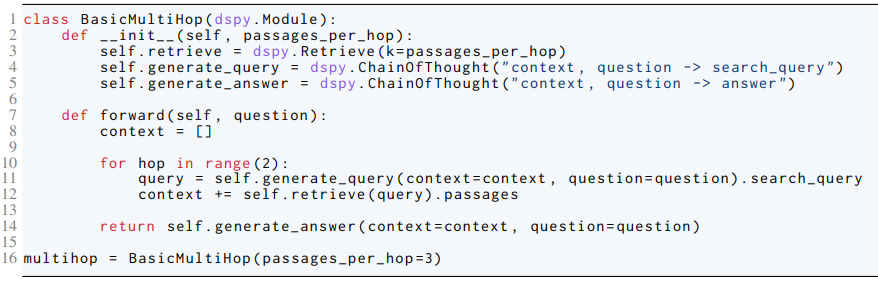 1 class BasicMultiHop(dspy.Module):
2     def __init__(self, passages_per_hop):
3         self.retrieve = dspy.Retrieve(k=passages_per_hop)
4         self.generate_query = dspy.ChainOfThought("context, question -> search_query")
5         self.generate_answer = dspy.ChainOfThought("context, question -> answer")
6
7     def forward(self, question):
8         context = []
9
10         for hop in range(2):
11             query = self.generate_query(context=context, question=question).search_query
12             context += self.retrieve(query).passages
13
14         return self.generate_answer(context=context, question=question)
15
16 multihop = BasicMultiHop(passages_per_hop=3)